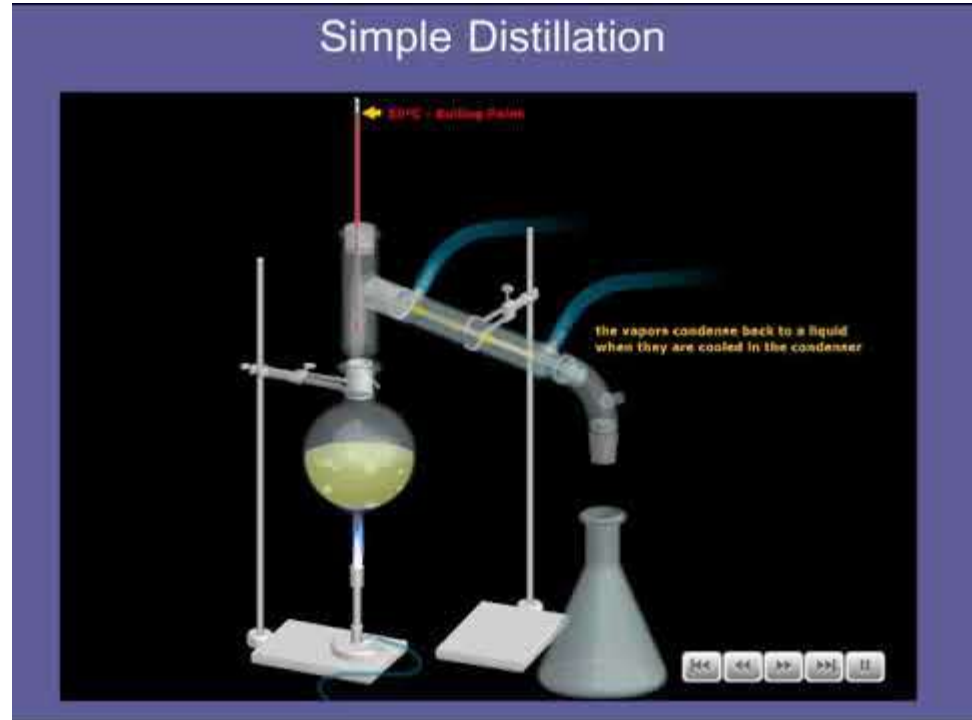 Simple Distillation
- Boiling Point
the vapors condense back to a liquid
when they are cooled in the condenser